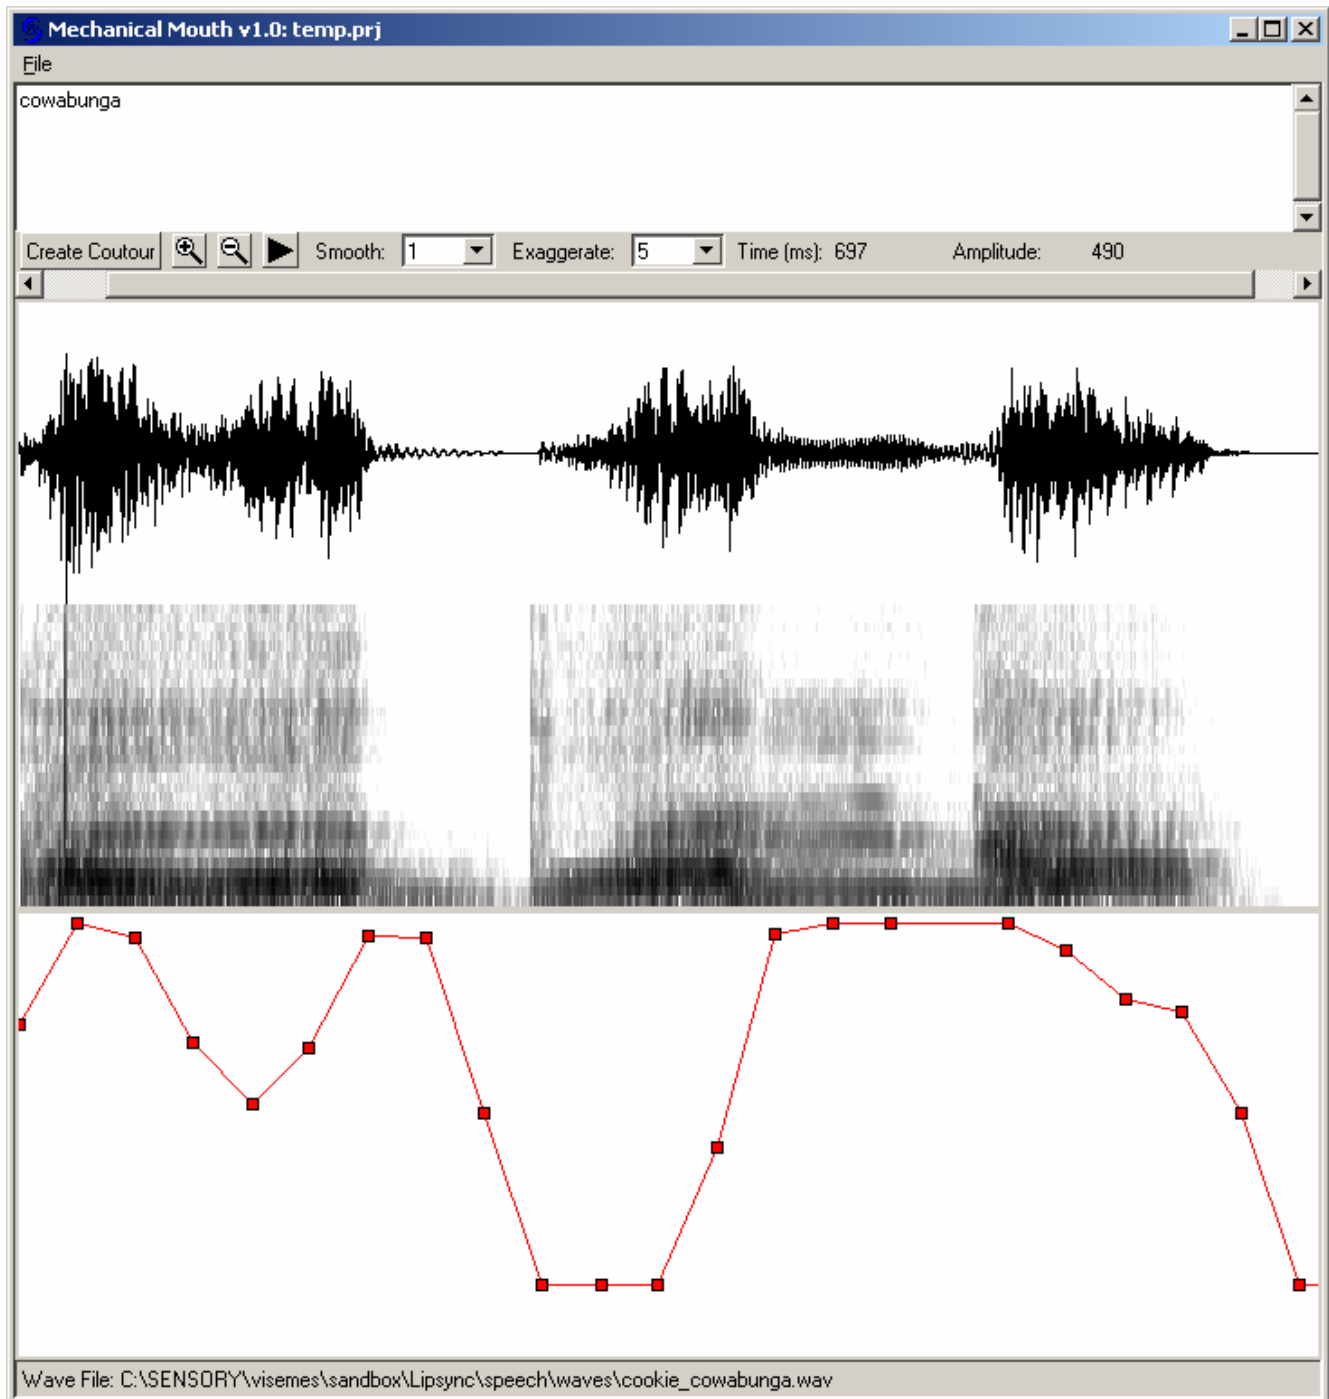 Mechanical Mouth v1.0: temp.prj
File
cowabunga
Create Coutour Smooth: 1 Exaggerate: 5 Time (ms): 697 Amplitude: 490
Wave File: C:\SENSORY\visemes\sandbox\Lipsync\speech\waves\cookie_cowabunga.wav